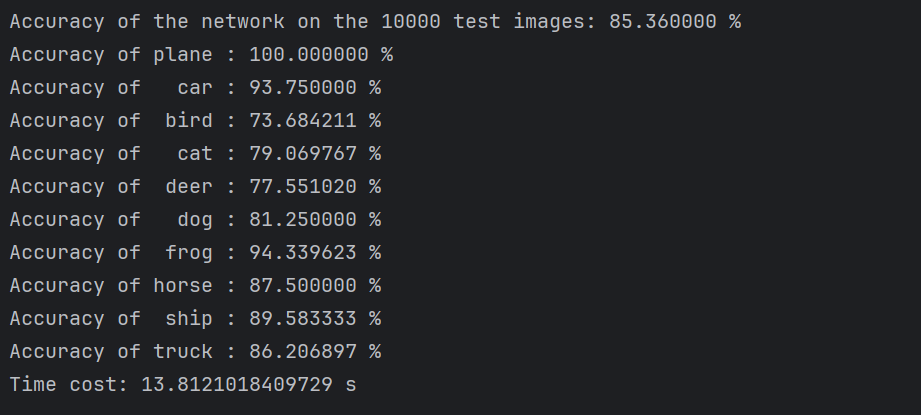 Accuracy of the network on the 10000 test images: 85.360000 %
Accuracy of plane : 100.000000 %
Accuracy of   car : 93.750000 %
Accuracy of  bird : 73.684211 %
Accuracy of   cat : 79.069767 %
Accuracy of  deer : 77.551020 %
Accuracy of   dog : 81.250000 %
Accuracy of  frog : 94.339623 %
Accuracy of horse : 87.500000 %
Accuracy of  ship : 89.583333 %
Accuracy of truck : 86.206897 %
Time cost: 13.8121018409729 s